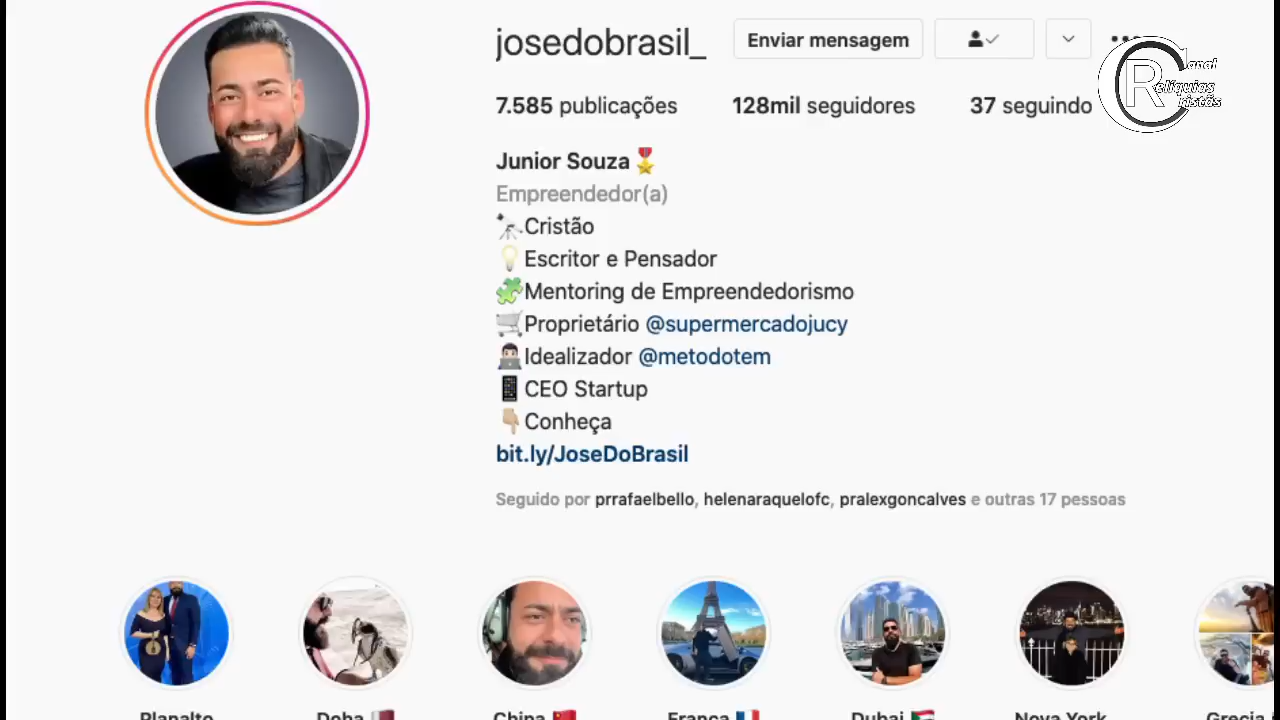 josedobrasil_
Enviar mensagem
7.585 publicações 128mil seguidores 37 seguindo
Junior Souza
Empreendedor(a)
Cristão
Escritor e Pensador
Mentoring de Empreendedorismo
Proprietário @supermercadojucy
Idealizador @metodotem
CEO Startup
Conheça
bit.ly/JoseDoBrasil
Seguido por prrafaelbello, helenaraquelofc, pralexgoncalves e outras 17 pessoas
Planalto
Doha
China
França
Dubai
Nova York
Grecia
CR
Relíquias